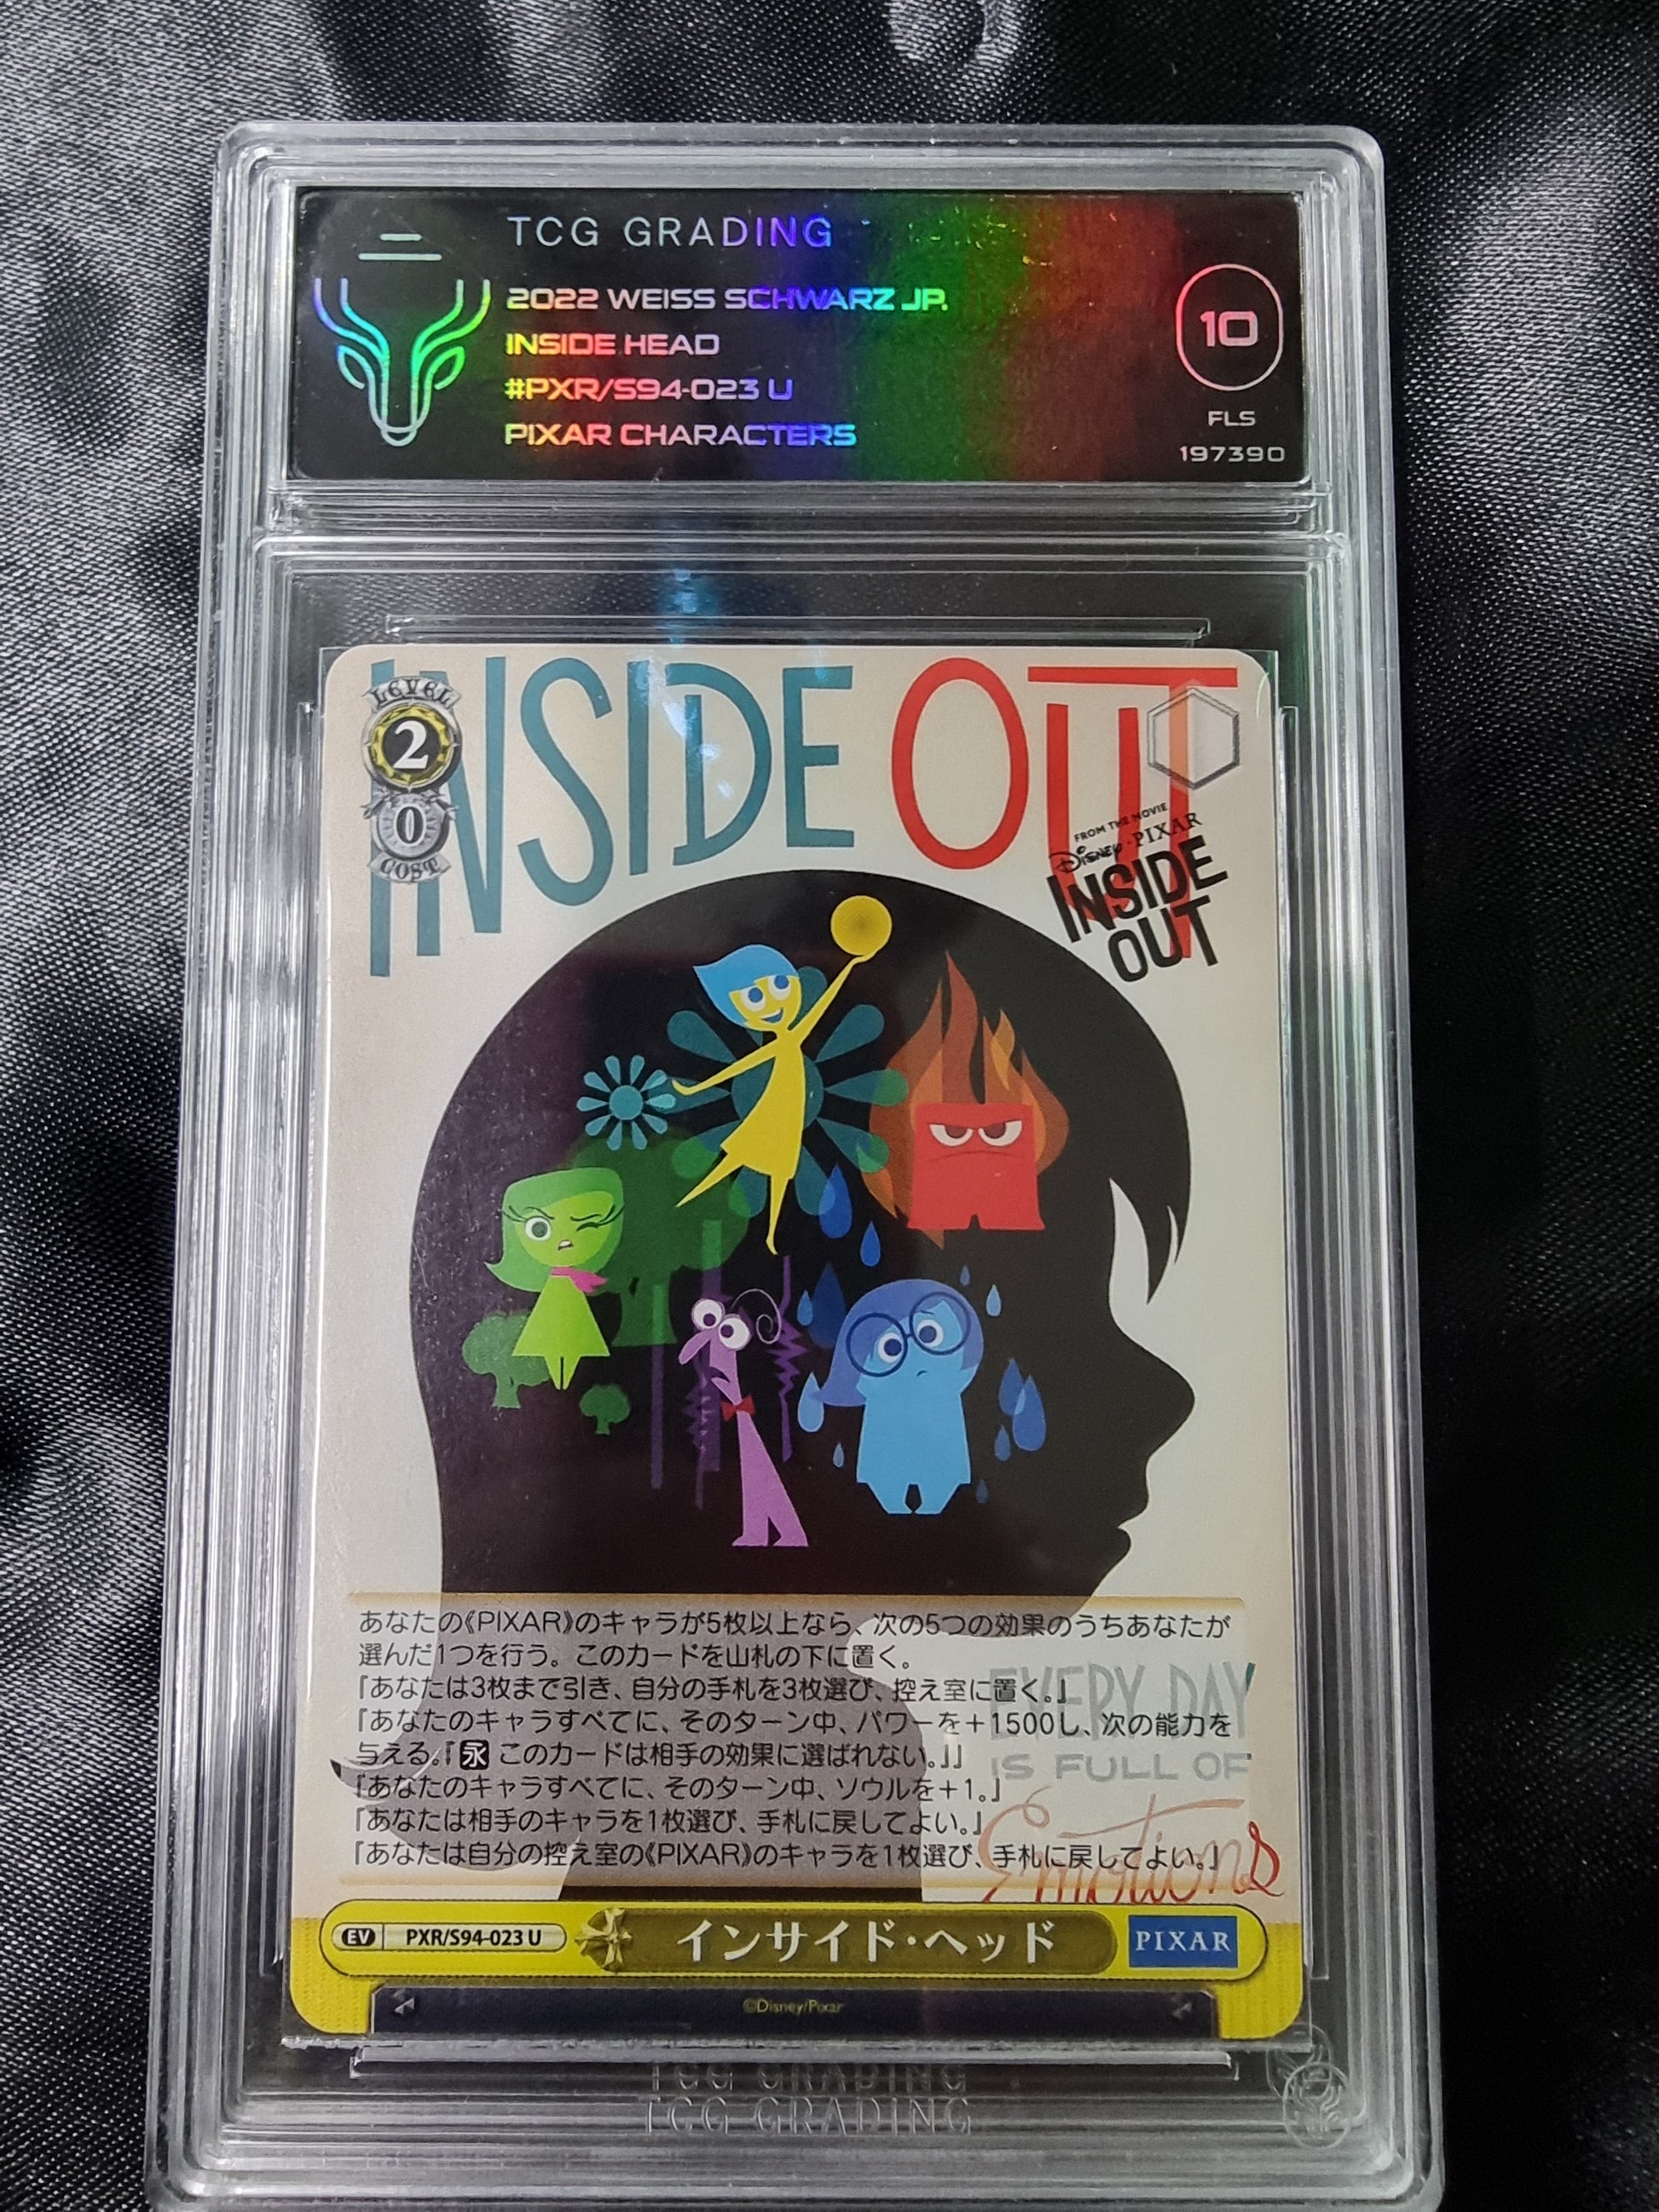 TCG GRADING
2022 WEISS SCHWARZ JP.
INSIDE HEAD
#PXR/S94-023 U
PIXAR CHARACTERS
10
FLS
197390
INSIDE OUT
LEVEL
2
0
COST
FROM THE MOVIE
Disney·PIXAR
INSIDE
OUT
あなたの《PIXAR》のキャラが5枚以上なら、次の5つの効果のうちあなたが
選んだ1つを行う。このカードを山札の下に置く。
『あなたは3枚まで引き、自分の手札を3枚選び、控え室に置く。』
『あなたのキャラすべてに、そのターン中、パワーを+1500し、次の能力を
与える。『永 このカードは相手の効果に選ばれない。』』
『あなたのキャラすべてに、そのターン中、ソウルを+1。』
『あなたは相手のキャラを1枚選び、手札に戻してよい。』
『あなたは自分の控え室の《PIXAR》のキャラを1枚選び、手札に戻してよい。』
EVERY DAY
IS FULL OF
Emotions
EV PXR/S94-023 U インサイド・ヘッド PIXAR
©Disney/Pixar
TCG GRADING
TCG GRADING